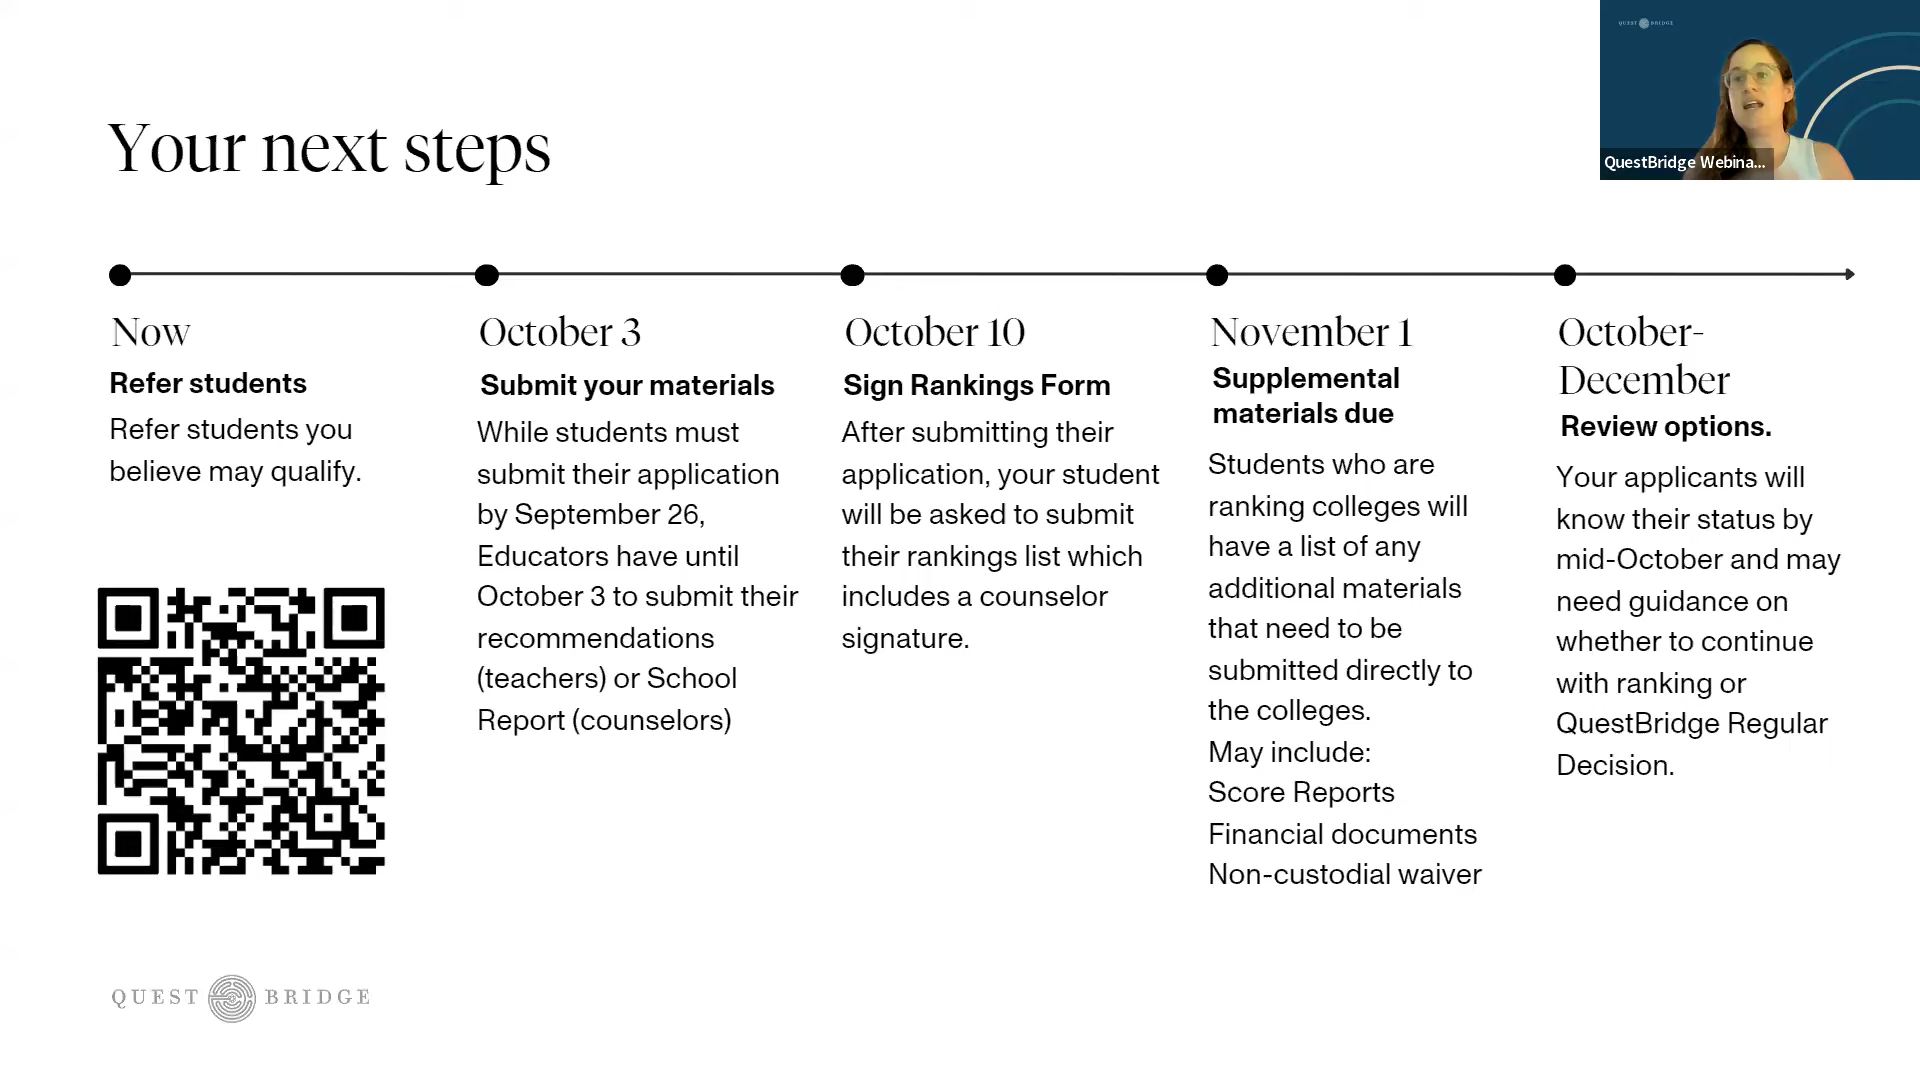 QUEST BRIDGE
QuestBridge Webina...
Your next steps
Now
Refer students
Refer students you
believe may qualify.
October 3
Submit your materials
While students must
submit their application
by September 26,
Educators have until
October 3 to submit their
recommendations
(teachers) or School
Report (counselors)
October 10
Sign Rankings Form
After submitting their
application, your student
will be asked to submit
their rankings list which
includes a counselor
signature.
November 1
Supplemental
materials due
Students who are
ranking colleges will
have a list of any
additional materials
that need to be
submitted directly to
the colleges.
May include:
Score Reports
Financial documents
Non-custodial waiver
October-
December
Review options.
Your applicants will
know their status by
mid-October and may
need guidance on
whether to continue
with ranking or
QuestBridge Regular
Decision.
QUEST BRIDGE